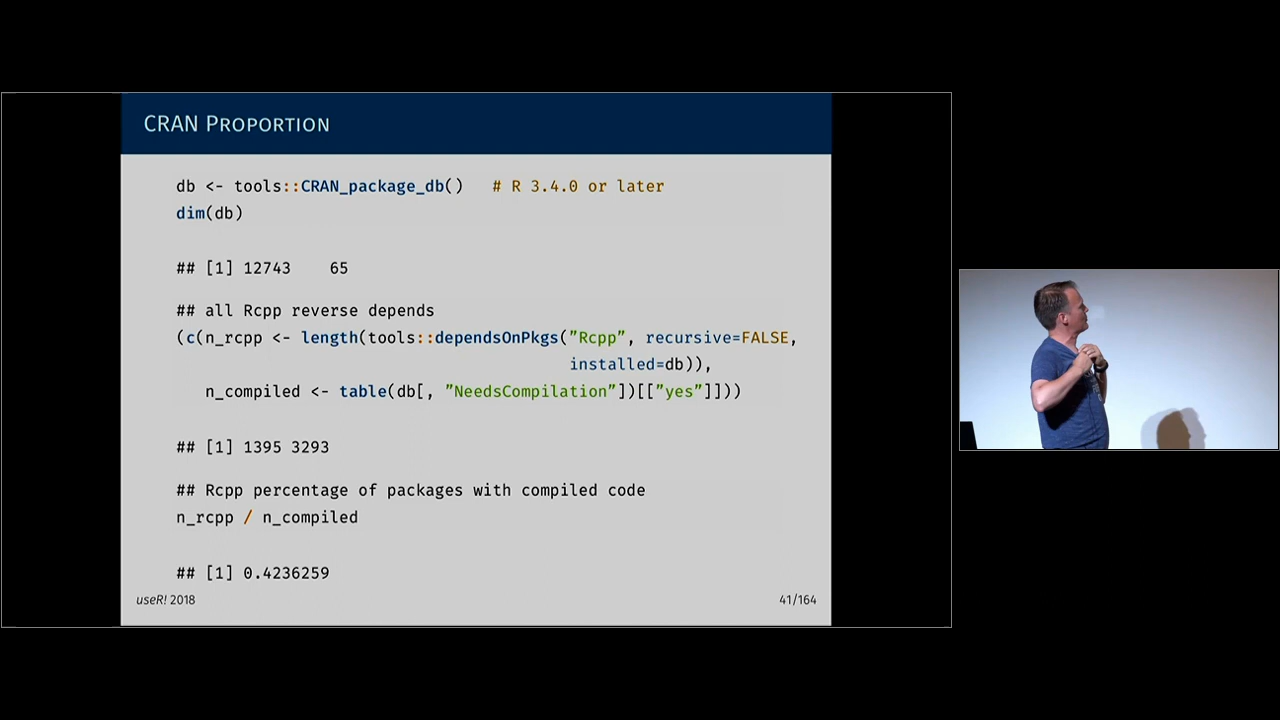 CRAN PROPORTION
db <- tools::CRAN_package_db()   # R 3.4.0 or later
dim(db)
## [1] 12743    65
## all Rcpp reverse depends
(c(n_rcpp <- length(tools::dependsOnPkgs("Rcpp", recursive=FALSE,
installed=db)),
n_compiled <- table(db[, "NeedsCompilation"])[["yes"]]))
## [1] 1395 3293
## Rcpp percentage of packages with compiled code
n_rcpp / n_compiled
## [1] 0.4236259
useR! 2018
41/164